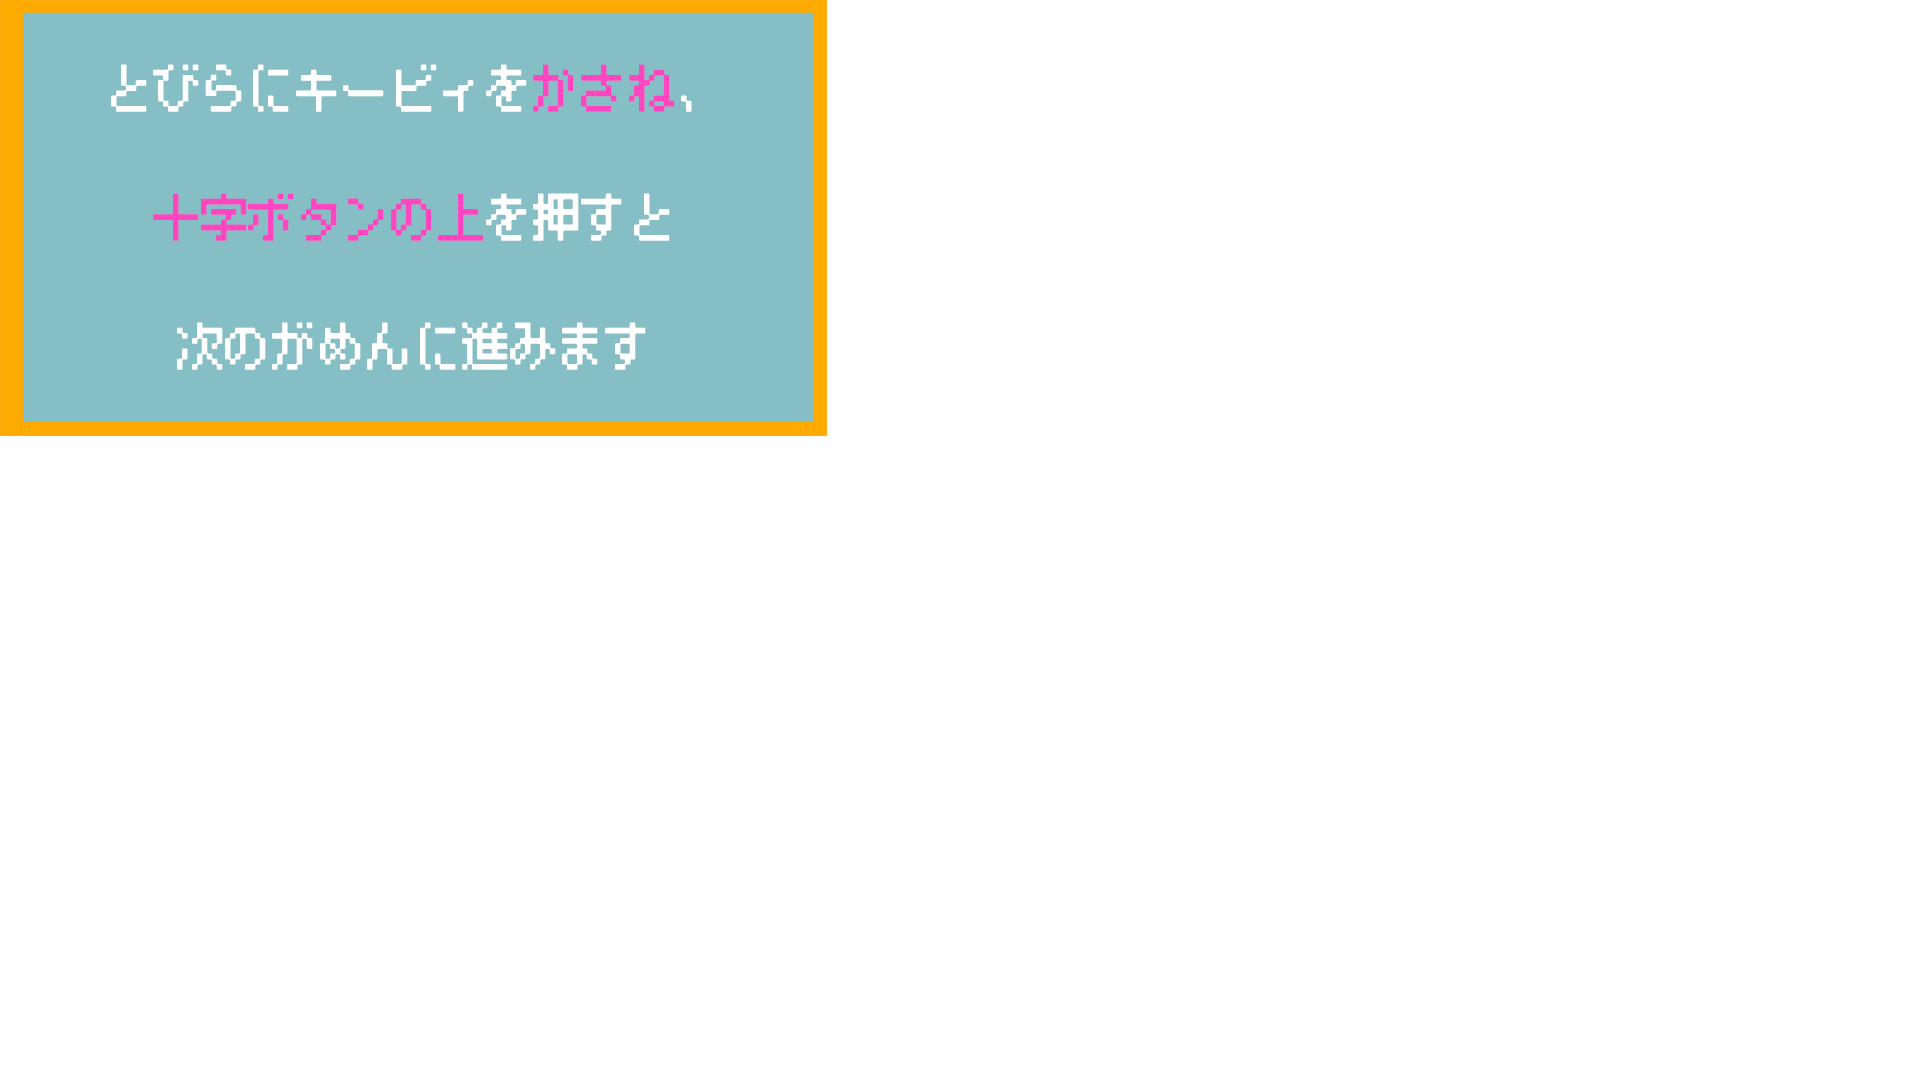 とびらにキービィをかさね、
十字ボタンの上を押すと
次のがめんに進みます